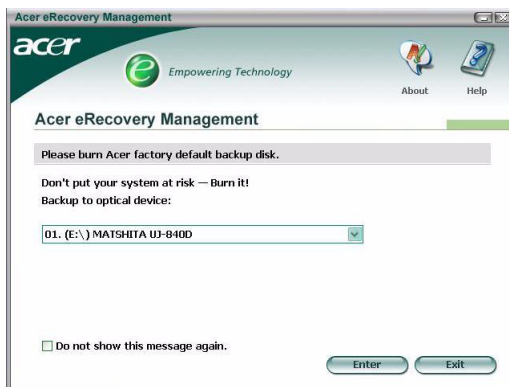 Acer eRecovery Management
acer
e
Empowering Technology
About
Help
Acer eRecovery Management
Please burn Acer factory default backup disk.
Don't put your system at risk — Burn it!
Backup to optical device:
01. (E:\) MATSHITA UJ-840D
Do not show this message again.
Enter
Exit